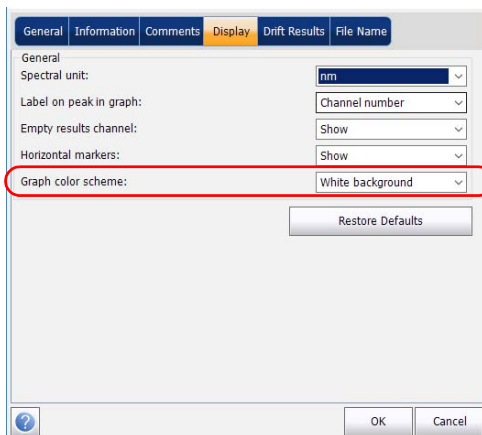 General Information Comments Display Drift Results File Name
General
Spectral unit: nm
Label on peak in graph: Channel number
Empty results channel: Show
Horizontal markers: Show
Graph color scheme: White background
Restore Defaults
? OK Cancel